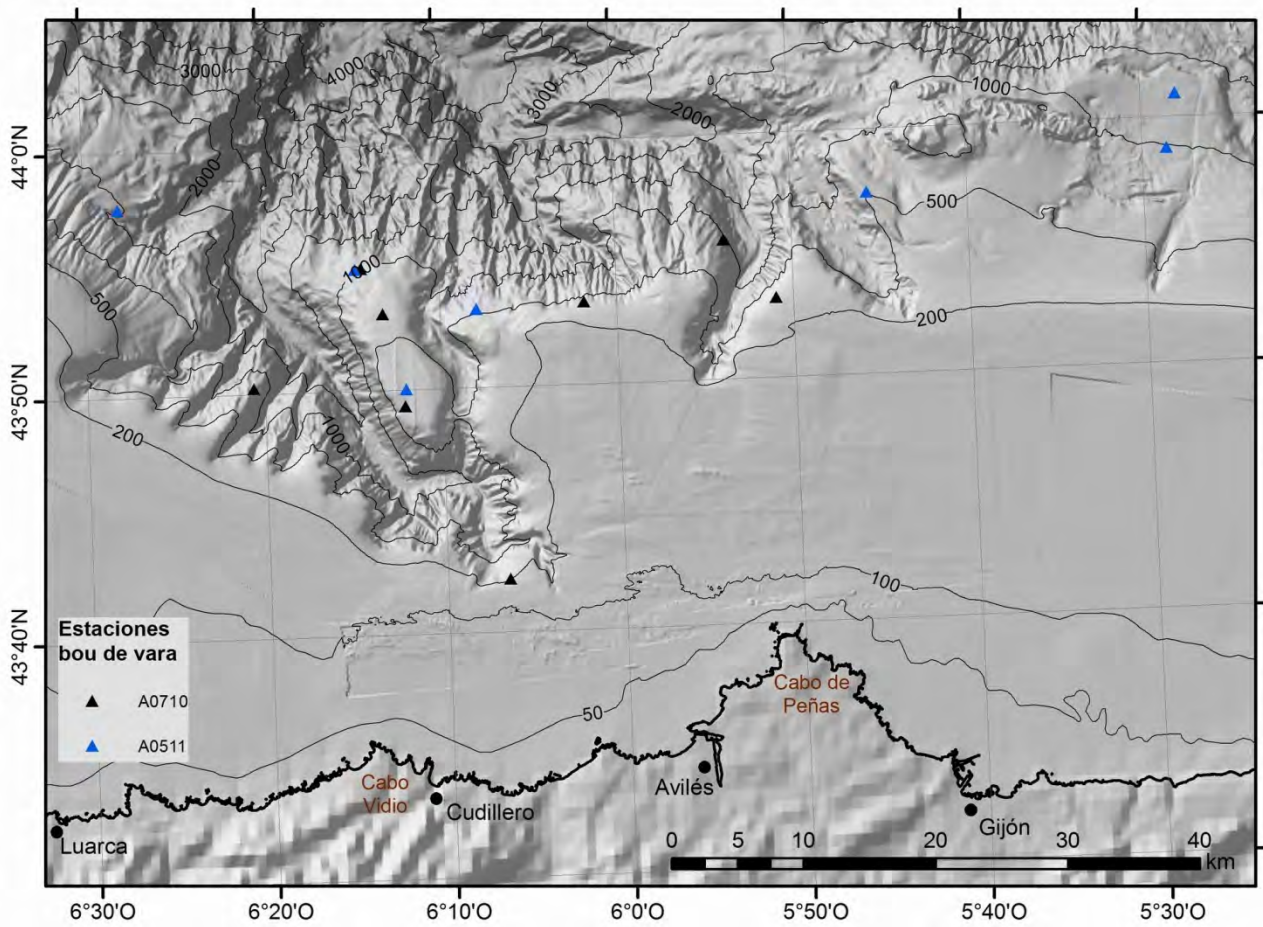 3000
4000
3000
2000
1000
2000
500
1000
500
200
200
1000
100
50
44°0'N
43°50'N
43°40'N
Estaciones
bou de vara
A0710
A0511
Cabo de
Peñas
Cabo
Vidio
Avilés
Cudillero
Gijón
Luarca
0 5 10 20 30 40
km
6°30'O 6°20'O 6°10'O 6°0'O 5°50'O 5°40'O 5°30'O